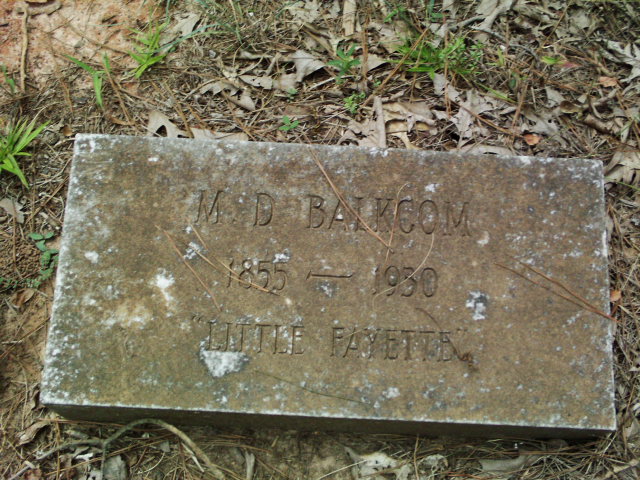 M. D BALKCOM
1855 — 1930
"LITTLE FAYETTE"